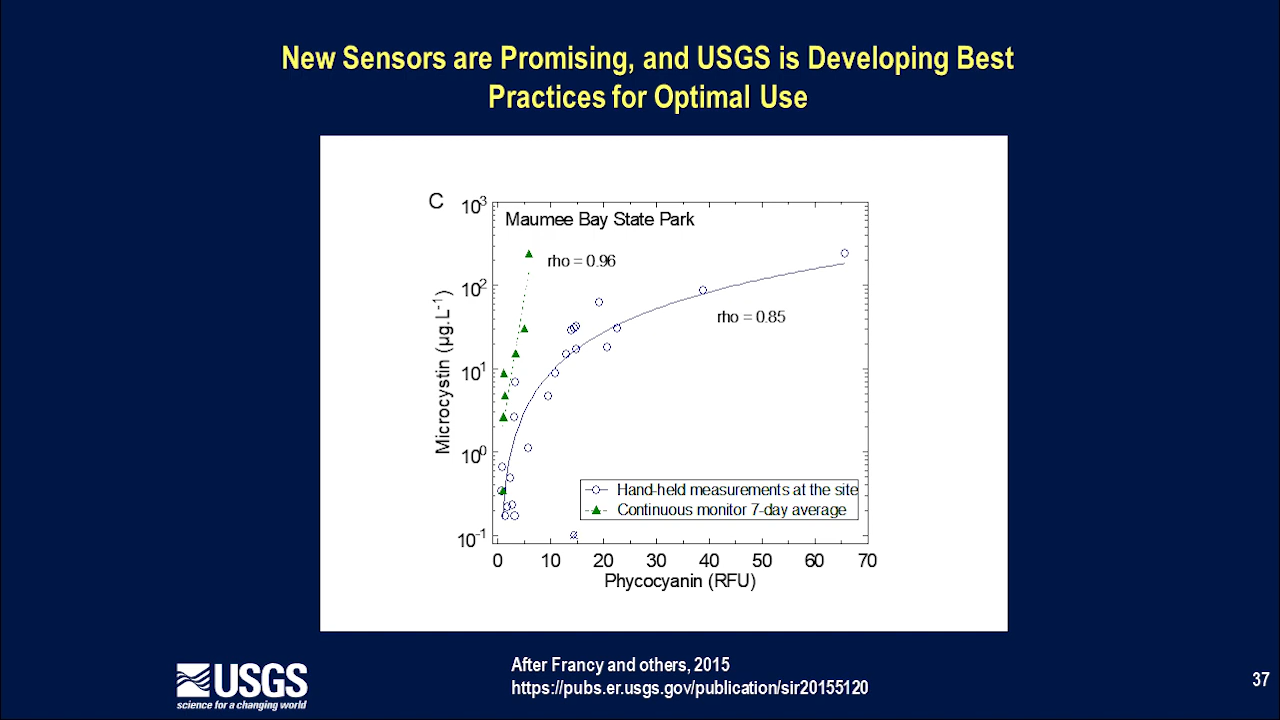 New Sensors are Promising, and USGS is Developing Best
Practices for Optimal Use
C
Maumee Bay State Park
rho = 0.96
rho = 0.85
10³
10²
10¹
10⁰
10⁻¹
Microcystin (µg.L⁻¹)
Hand-held measurements at the site
Continuous monitor 7-day average
0 10 20 30 40 50 60 70
Phycocyanin (RFU)
After Francy and others, 2015
https://pubs.er.usgs.gov/publication/sir20155120
USGS
science for a changing world
37